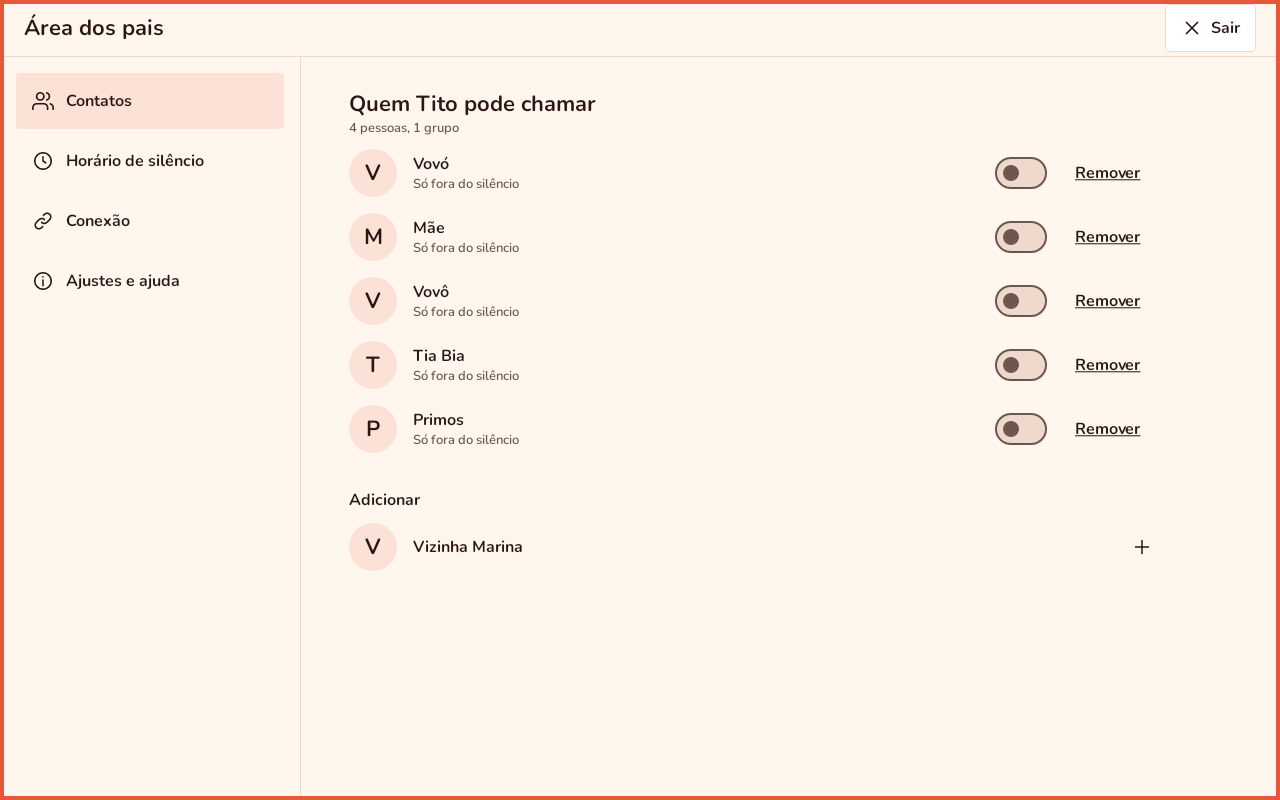 Área dos pais
Sair
Contatos
Horário de silêncio
Conexão
Ajustes e ajuda
Quem Tito pode chamar
4 pessoas, 1 grupo
V
Vovó
Só fora do silêncio
Remover
M
Mãe
Só fora do silêncio
Remover
V
Vovô
Só fora do silêncio
Remover
T
Tia Bia
Só fora do silêncio
Remover
P
Primos
Só fora do silêncio
Remover
Adicionar
V
Vizinha Marina